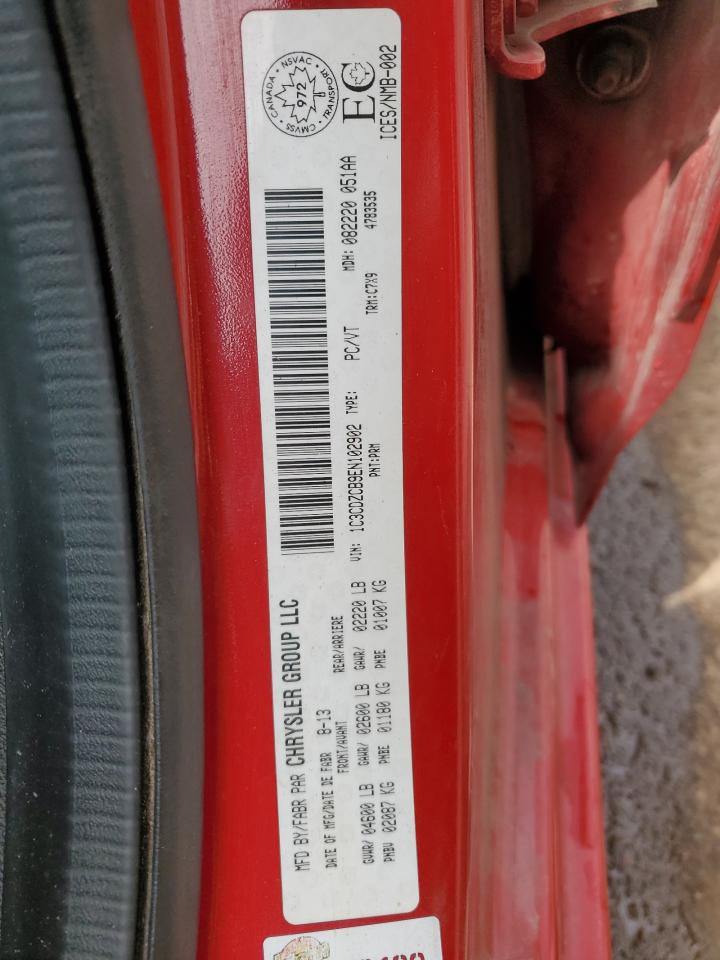 MFD BY/FABR PAR CHRYSLER GROUP LLC
DATE OF MFG/DATE DE FABR 8-13
FRONT/AVANT REAR/ARRIERE
GVWR/ 04600 LB GAWR/ 02600 LB GAWR/ 02220 LB
PNBV 02087 KG PNBE 01180 KG PNBE 01007 KG
VIN: 1C3CDZCB9EN102902 TYPE: PC/VT MDH: 082220 051AA
PNT:PRM TRM:C7X9 4783535
CANADA • NSVAC • TRANSPORT • CMVSS •
972
EC
ICES/NMB-002